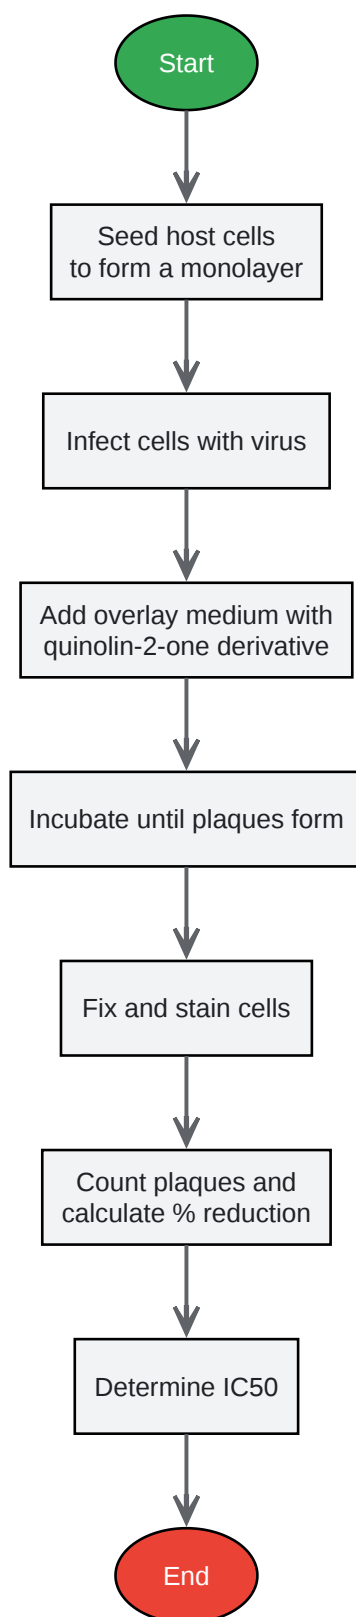 Start
Seed host cells
to form a monolayer
Infect cells with virus
Add overlay medium with
quinolin-2-one derivative
Incubate until plaques form
Fix and stain cells
Count plaques and
calculate % reduction
Determine IC50
End